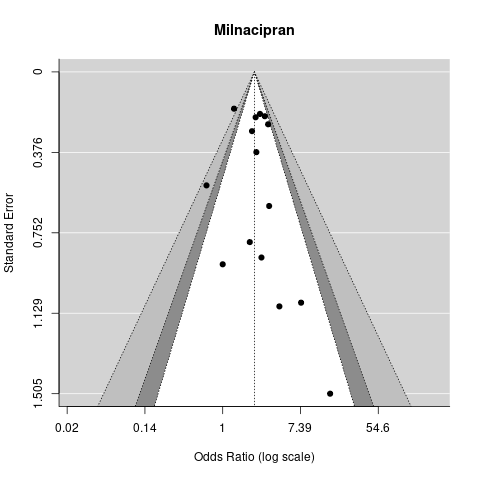 Milnacipran
Standard Error
0
0.376
0.752
1.129
1.505
0.02 0.14 1 7.39 54.6
Odds Ratio (log scale)